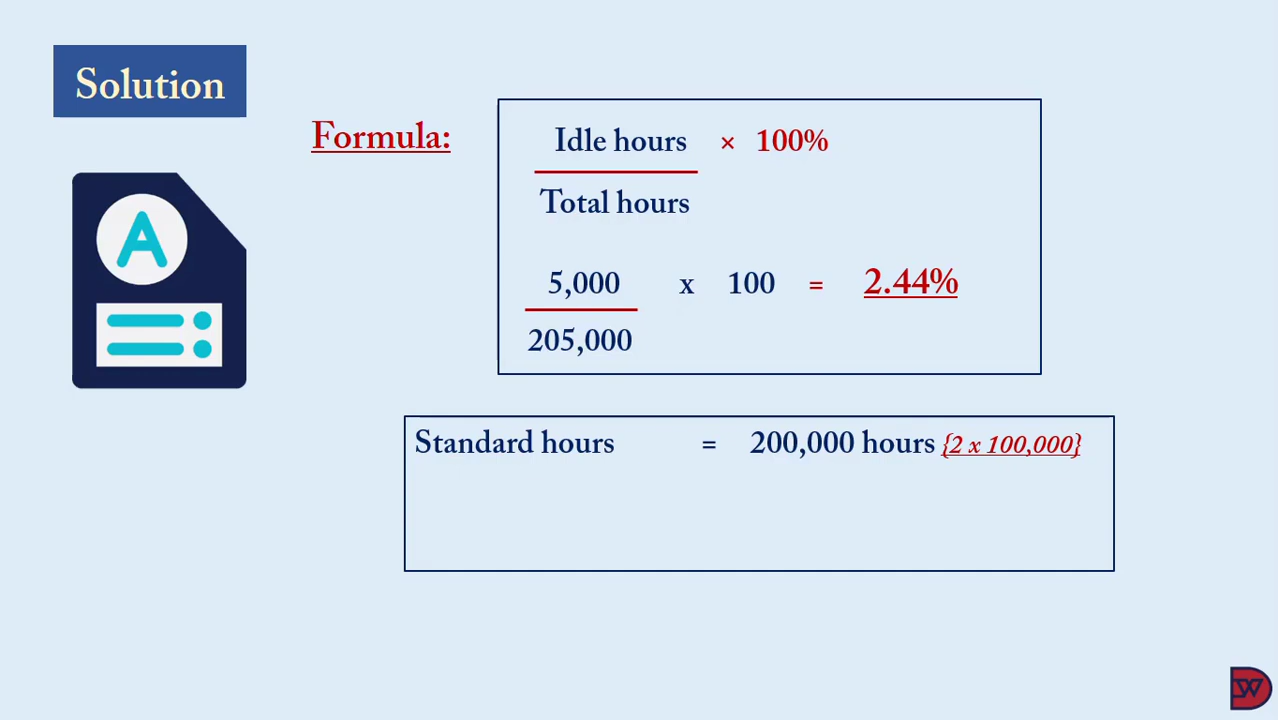 Solution
Formula:
Idle hours × 100%
Total hours
5,000 x 100 = 2.44%
205,000
A
Standard hours = 200,000 hours {2 x 100,000}
W